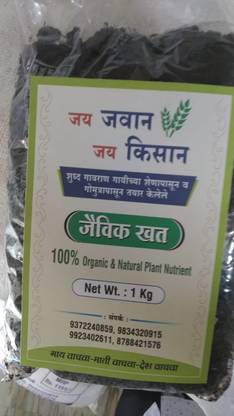 जय जवान
जय किसान
शुध्द गावराण गायीच्या शेणापासून व
गोमुत्रापासून तयार केलेले
जैविक खत
100% Organic & Natural Plant Nutrient
Net Wt. : 1 Kg
: संपर्क :
9372240859, 9834320915
9923402611, 8788421576
गाय वाचवा-माती वाचवा-देश वाचवा